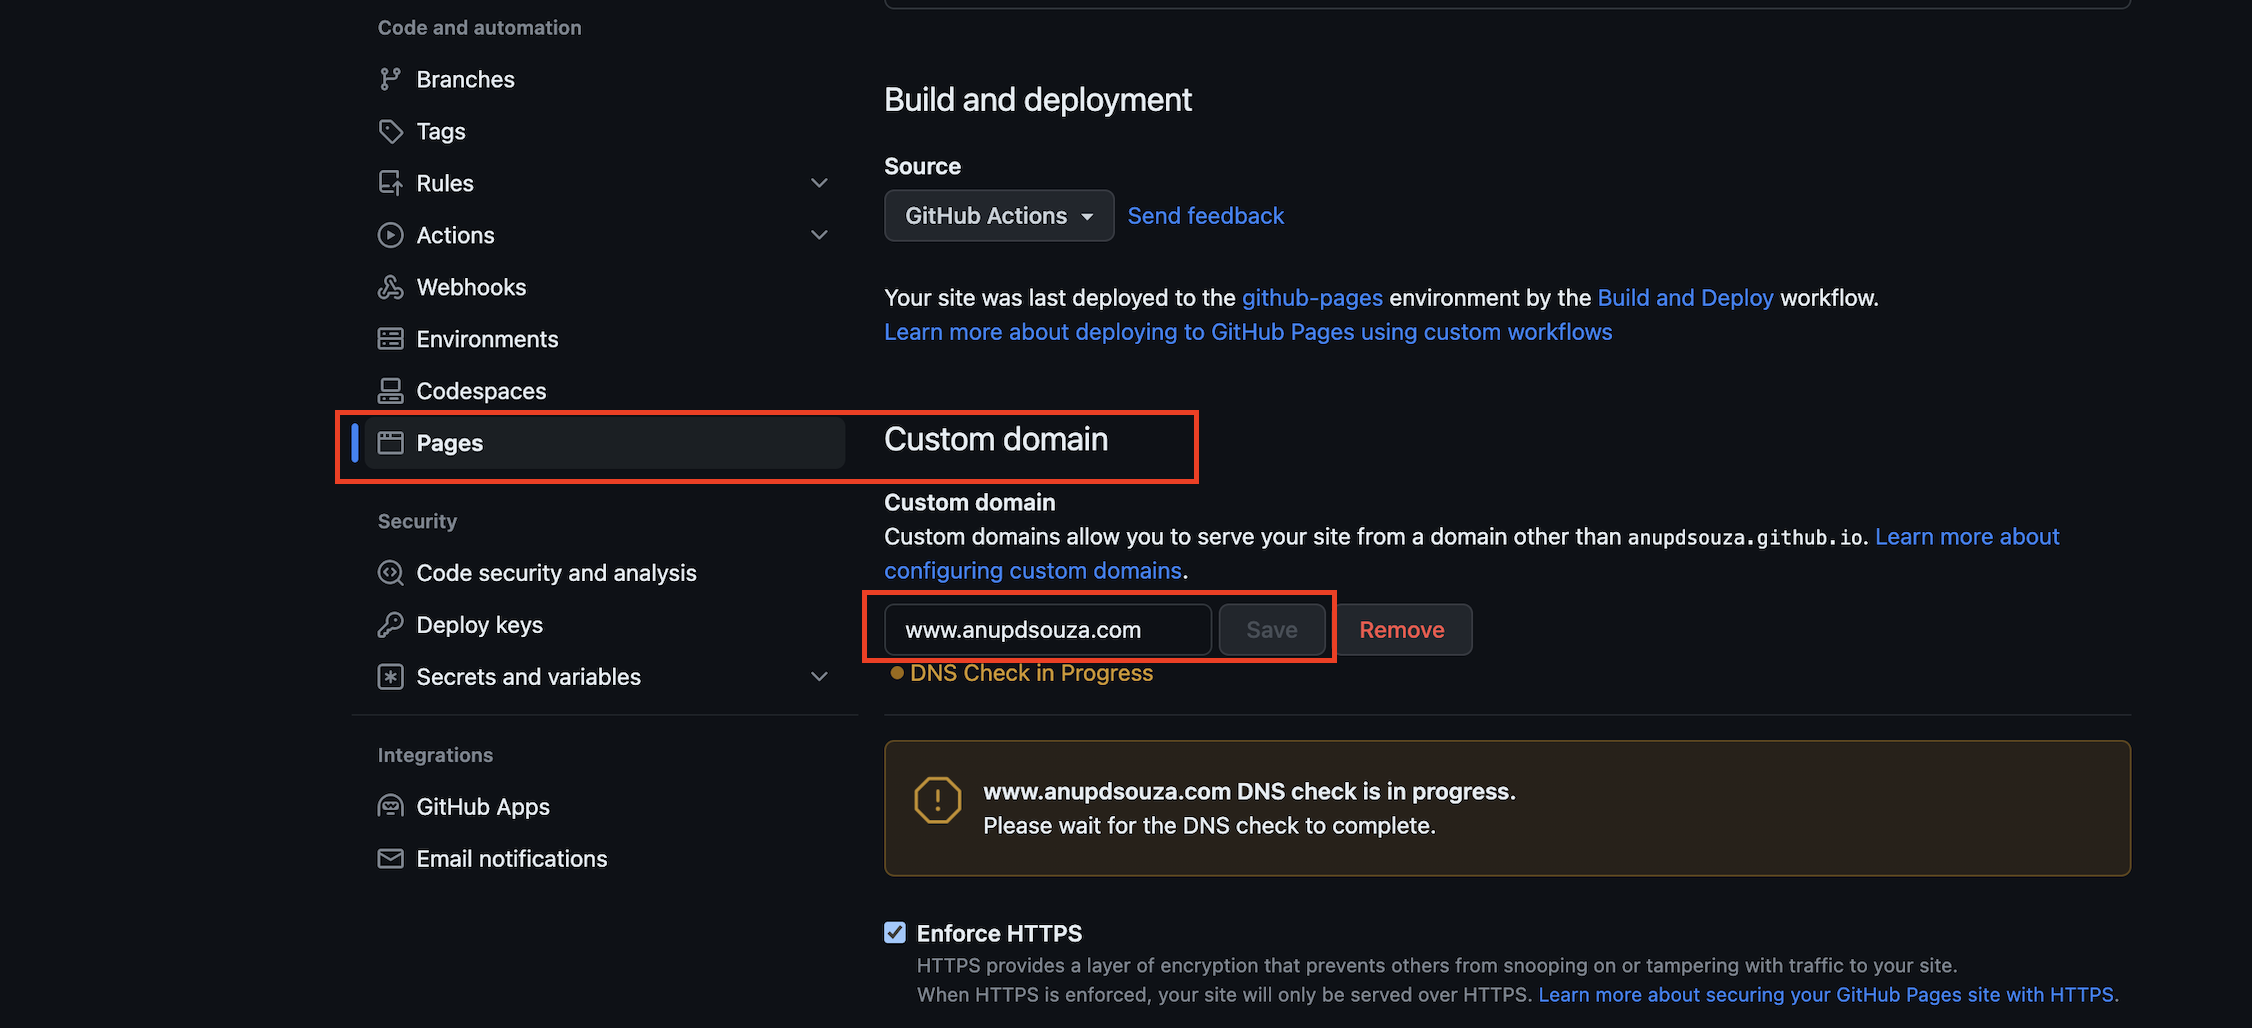 Code and automation
Branches
Tags
Rules
Actions
Webhooks
Environments
Codespaces
Pages
Security
Code security and analysis
Deploy keys
Secrets and variables
Integrations
GitHub Apps
Email notifications
Build and deployment
Source
GitHub Actions
Send feedback
Your site was last deployed to the github-pages environment by the Build and Deploy workflow.
Learn more about deploying to GitHub Pages using custom workflows
Custom domain
Custom domain
Custom domains allow you to serve your site from a domain other than anupdsouza.github.io. Learn more about
configuring custom domains.
www.anupdsouza.com
Save
Remove
DNS Check in Progress
www.anupdsouza.com DNS check is in progress.
Please wait for the DNS check to complete.
Enforce HTTPS
HTTPS provides a layer of encryption that prevents others from snooping on or tampering with traffic to your site.
When HTTPS is enforced, your site will only be served over HTTPS. Learn more about securing your GitHub Pages site with HTTPS.